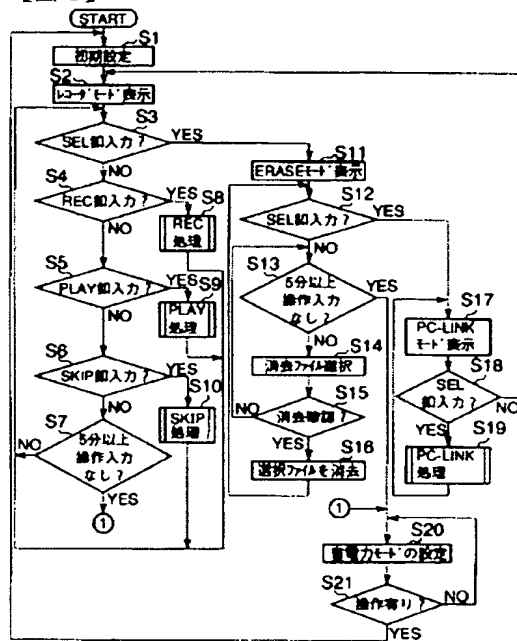 START
S1
初期設定
S2
レコーダモード表示
S3
SEL釦入力?
YES
NO
S4
REC釦入力?
YES
NO
S8
REC
処理
S5
PLAY釦入力?
YES
NO
S9
PLAY
処理
S6
SKIP釦入力?
YES
NO
S10
SKIP
処理
S7
5分以上
操作入力
なし?
NO
YES
1
S11
ERASEモード表示
S12
SEL釦入力?
YES
NO
S13
5分以上
操作入力
なし?
YES
NO
S14
消去ファイル選択
S15
消去確認?
NO
YES
S16
選択ファイルを消去
S17
PC-LINK
モード表示
S18
SEL
釦入力?
NO
YES
S19
PC-LINK
処理
1
S20
省電力モードの設定
S21
操作有り?
NO
YES